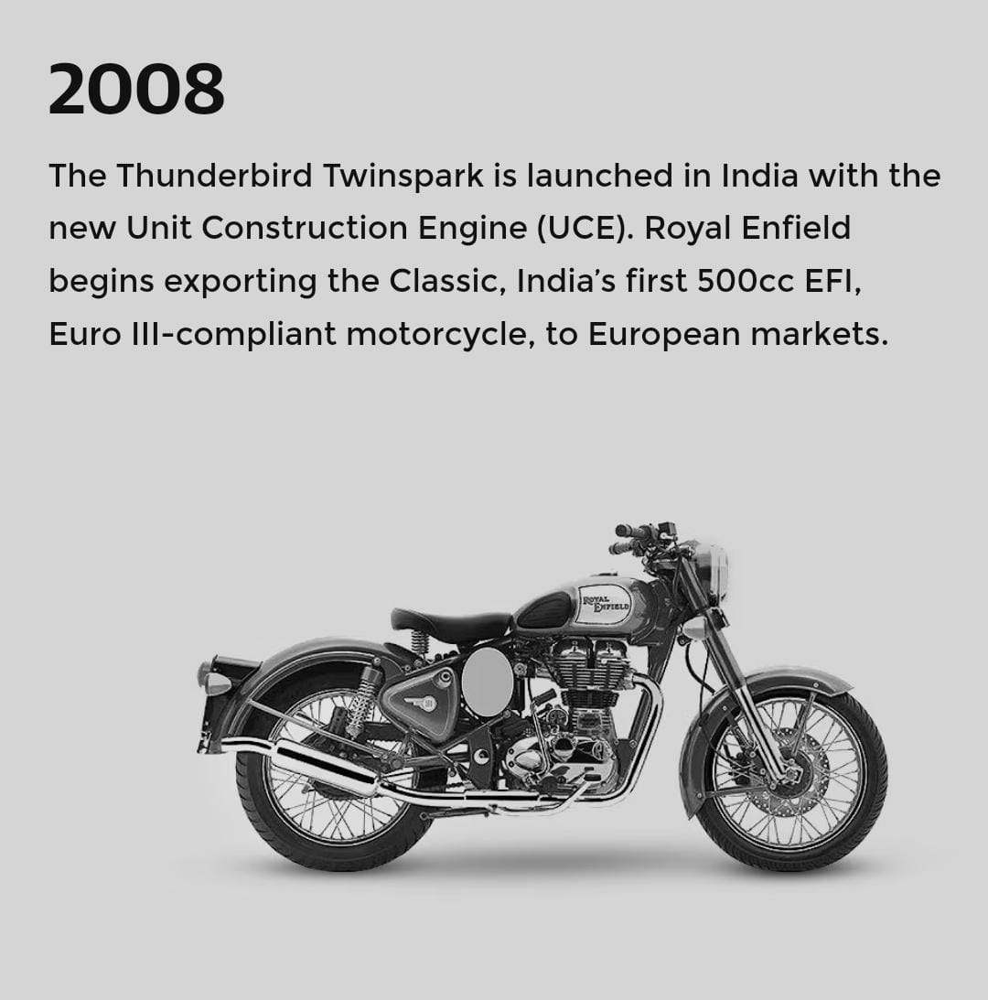 2008
The Thunderbird Twinspark is launched in India with the
new Unit Construction Engine (UCE). Royal Enfield
begins exporting the Classic, India’s first 500cc EFI,
Euro III-compliant motorcycle, to European markets.
ROYAL
ENFIELD